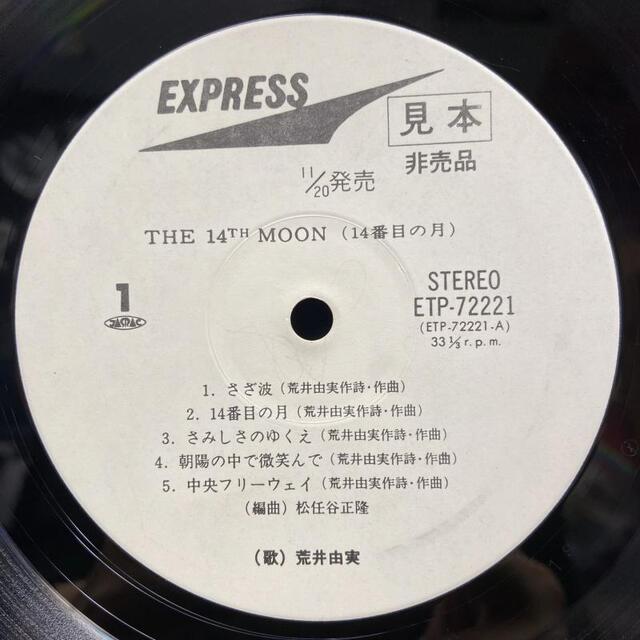 EXPRESS
見本
非売品
11/20発売
THE 14TH MOON (14番目の月)
1
JASRAC
STEREO
ETP-72221
(ETP-72221-A)
33 1/3 r.p.m.
1. さざ波 (荒井由実作詩・作曲)
2. 14番目の月 (荒井由実作詩・作曲)
3. さみしさのゆくえ (荒井由実作詩・作曲)
4. 朝陽の中で微笑んで (荒井由実作詩・作曲)
5. 中央フリーウェイ (荒井由実作詩・作曲)
(編曲) 松任谷正隆
(歌) 荒井由実